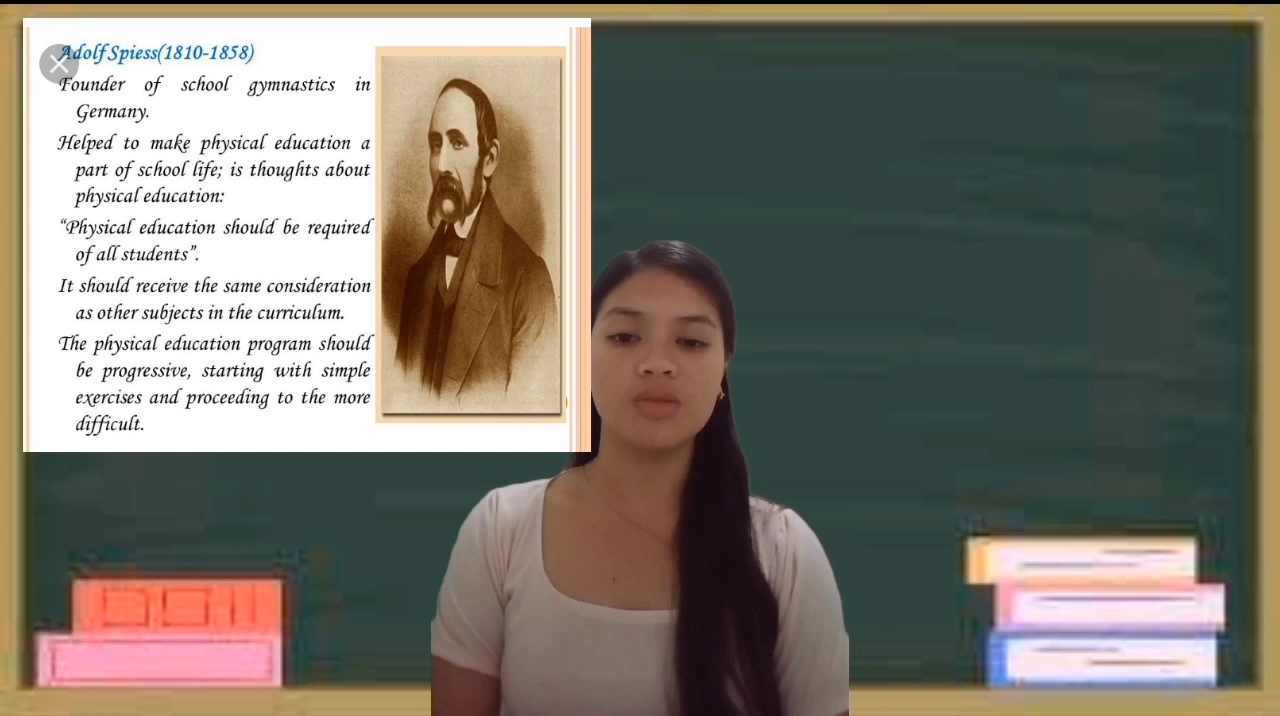 Adolf Spiess(1810-1858)
Founder of school gymnastics in
Germany.
Helped to make physical education a
part of school life; is thoughts about
physical education:
“Physical education should be required
of all students”.
It should receive the same consideration
as other subjects in the curriculum.
The physical education program should
be progressive, starting with simple
exercises and proceeding to the more
difficult.